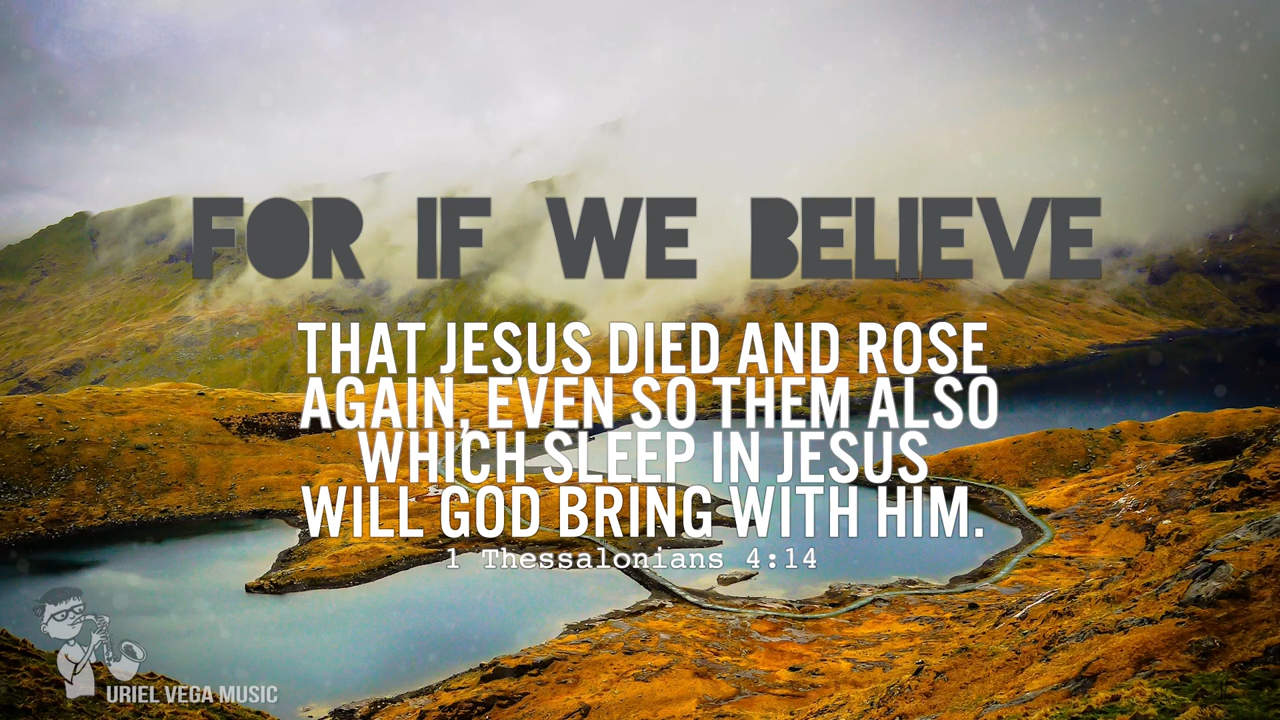 FOR IF WE BELIEVE
THAT JESUS DIED AND ROSE
AGAIN, EVEN SO THEM ALSO
WHICH SLEEP IN JESUS
WILL GOD BRING WITH HIM.
1 Thessalonians 4:14
URIEL VEGA MUSIC